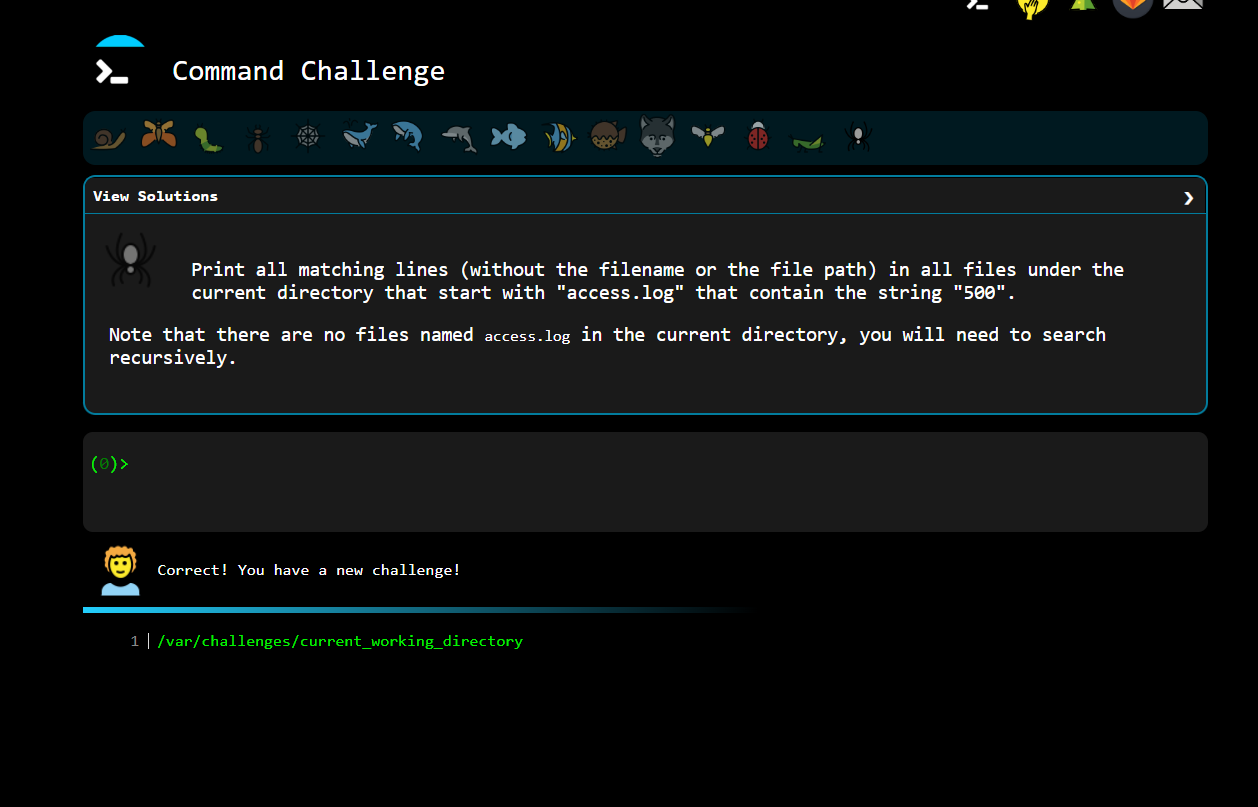 Command Challenge
View Solutions
Print all matching lines (without the filename or the file path) in all files under the
current directory that start with "access.log" that contain the string "500".
Note that there are no files named access.log in the current directory, you will need to search
recursively.
(0)>
Correct! You have a new challenge!
1 /var/challenges/current_working_directory